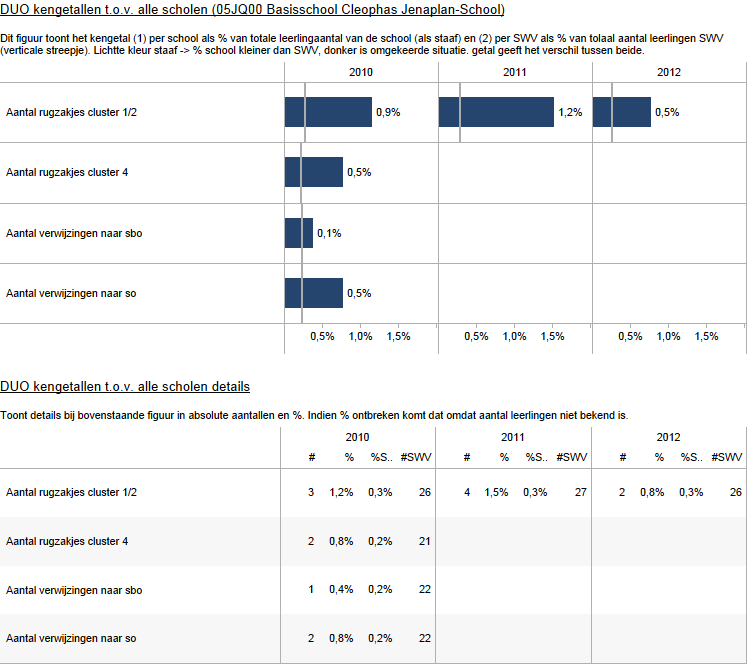 DUO kengetallen t.o.v. alle scholen (05JQ00 Basisschool Cleophas Jenaplan-School)
Dit figuur toont het kengetal (1) per school als % van totale leerlingaantal van de school (als staaf) en (2) per SWV als % van tolaal aantal leerlingen SWV
(verticale streepje). Lichtte kleur staaf -> % school kleiner dan SWV, donker is omgekeerde situatie. getal geeft het verschil tussen beide.
2010 2011 2012
Aantal rugzakjes cluster 1/2 0,9% 1,2% 0,5%
Aantal rugzakjes cluster 4 0,5%
Aantal verwijzingen naar sbo 0,1%
Aantal verwijzingen naar so 0,5%
0,5% 1,0% 1,5% 0,5% 1,0% 1,5% 0,5% 1,0% 1,5%
DUO kengetallen t.o.v. alle scholen details
Toont details bij bovenstaande figuur in absolute aantallen en %. Indien % ontbreken komt dat omdat aantal leerlingen niet bekend is.
2010 2011 2012
# % %S.. #SWV # % %S.. #SWV # % %S.. #SWV
Aantal rugzakjes cluster 1/2 3 1,2% 0,3% 26 4 1,5% 0,3% 27 2 0,8% 0,3% 26
Aantal rugzakjes cluster 4 2 0,8% 0,2% 21
Aantal verwijzingen naar sbo 1 0,4% 0,2% 22
Aantal verwijzingen naar so 2 0,8% 0,2% 22